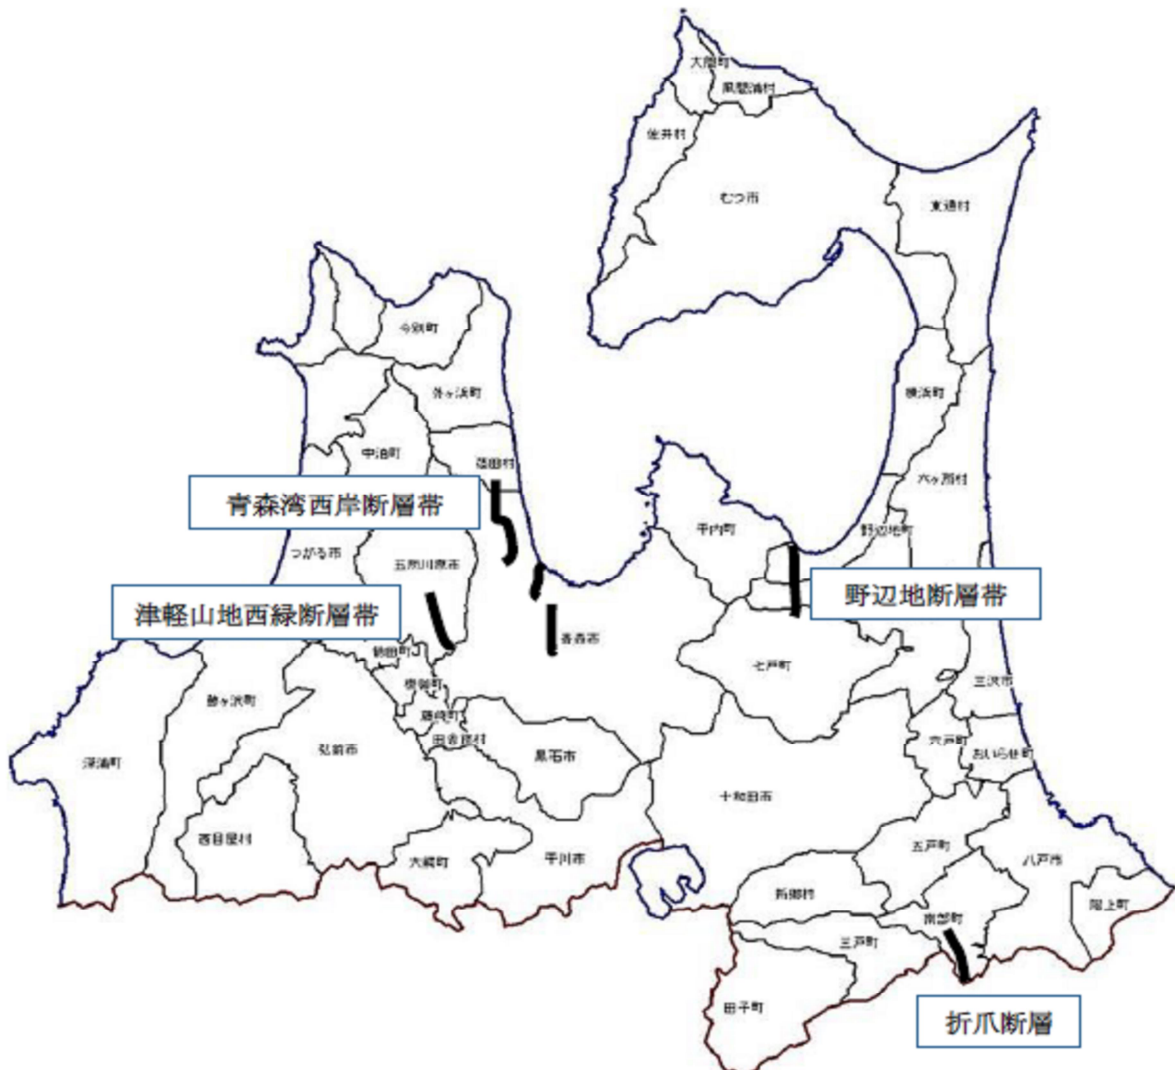 大間町
風間浦村
佐井村
むつ市
東通村
今別町
外ヶ浜町
横浜町
中泊町
蓬田村
六ヶ所村
青森湾西岸断層帯
平内町
野辺地町
つがる市
五所川原市
野辺地断層帯
津軽山地西緑断層帯
青森市
鶴田町
七戸町
三沢市
板柳町
鰺ヶ沢町
藤崎町
田舎館村
六戸町
おいらせ町
深浦町
弘前市
黒石市
十和田市
西目屋村
大鰐町
平川市
五戸町
八戸市
新郷村
南部町
階上町
三戸町
田子町
折爪断層